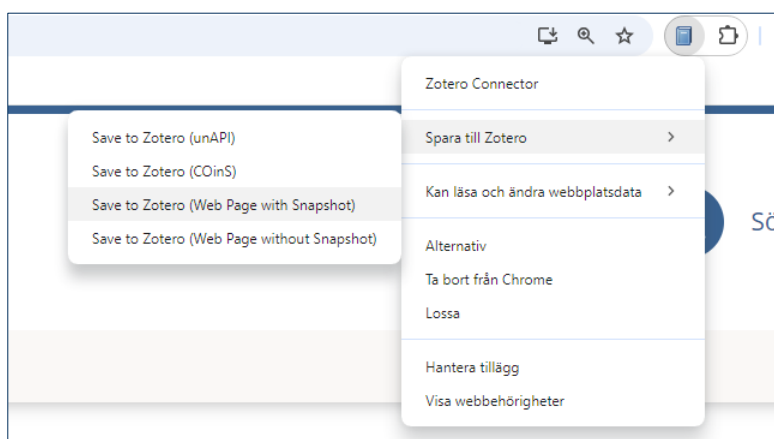 Zotero Connector
Spara till Zotero
Kan läsa och ändra webbplatsdata
Alternativ
Ta bort från Chrome
Lossa
Hantera tillägg
Visa webbehörigheter
Save to Zotero (unAPI)
Save to Zotero (COinS)
Save to Zotero (Web Page with Snapshot)
Save to Zotero (Web Page without Snapshot)